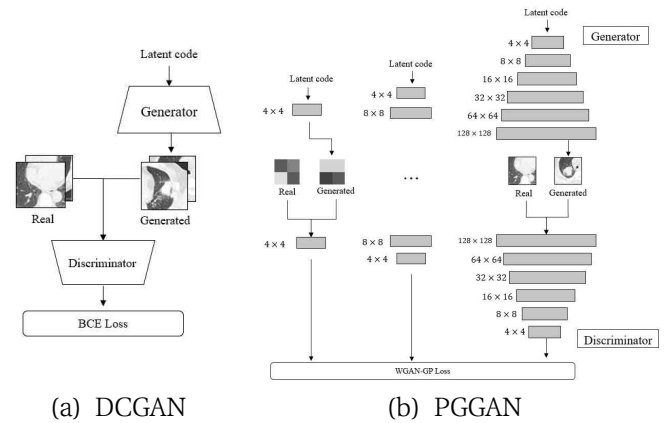 Latent code
Generator
Real
Generated
Discriminator
BCE Loss
(a) DCGAN
Latent code
4 × 4
Real
Generated
4 × 4
Latent code
4 × 4
8 × 8
...
8 × 8
4 × 4
Latent code
Generator
4 × 4
8 × 8
16 × 16
32 × 32
64 × 64
128 × 128
Real
Generated
128 × 128
64 × 64
32 × 32
16 × 16
8 × 8
4 × 4
Discriminator
WGAN-GP Loss
(b) PGGAN